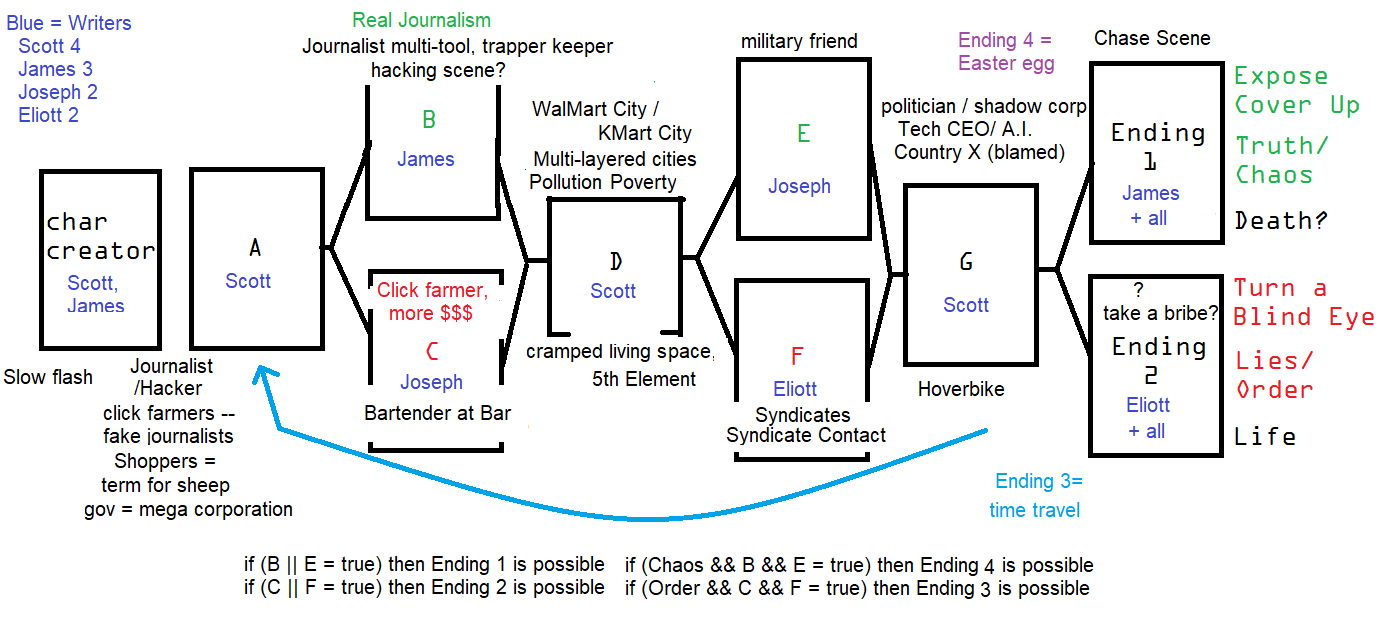 Blue = Writers
Scott 4
James 3
Joseph 2
Eliott 2
char
creator
Scott,
James
Slow flash
A
Scott
Journalist
/Hacker
click farmers --
fake journalists
Shoppers =
term for sheep
gov = mega corporation
Real Journalism
Journalist multi-tool, trapper keeper
hacking scene?
B
James
Click farmer,
more $$$
C
Joseph
Bartender at Bar
WalMart City /
KMart City
Multi-layered cities
Pollution Poverty
D
Scott
cramped living space,
5th Element
military friend
E
Joseph
F
Eliott
Syndicates
Syndicate Contact
politician / shadow corp
Tech CEO/ A.I.
Country X (blamed)
G
Scott
Hoverbike
Ending 4 =
Easter egg
Chase Scene
Ending
1
James
+ all
Expose
Cover Up
Truth/
Chaos
Death?
?
take a bribe?
Ending
2
Eliott
+ all
Turn a
Blind Eye
Lies/
Order
Life
Ending 3=
time travel
if (B || E = true) then Ending 1 is possible
if (C || F = true) then Ending 2 is possible
if (Chaos && B && E = true) then Ending 4 is possible
if (Order && C && F = true) then Ending 3 is possible